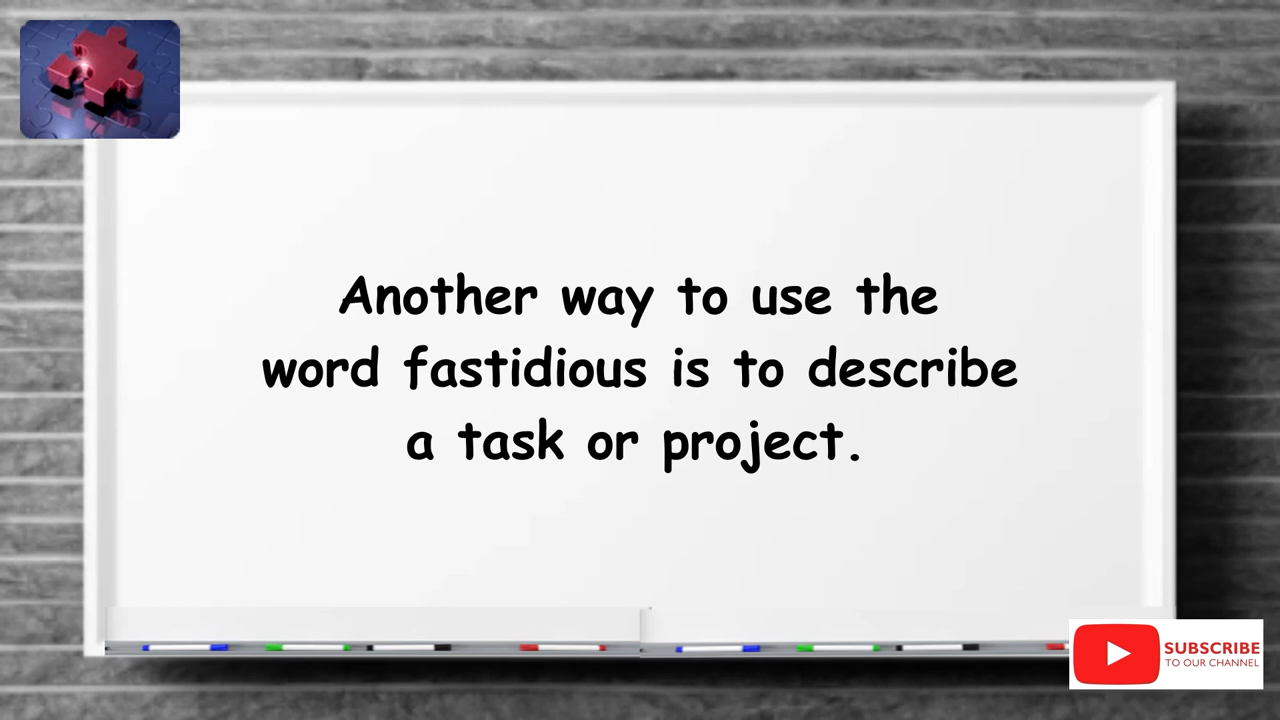 Another way to use the
word fastidious is to describe
a task or project.
SUBSCRIBE
TO OUR CHANNEL